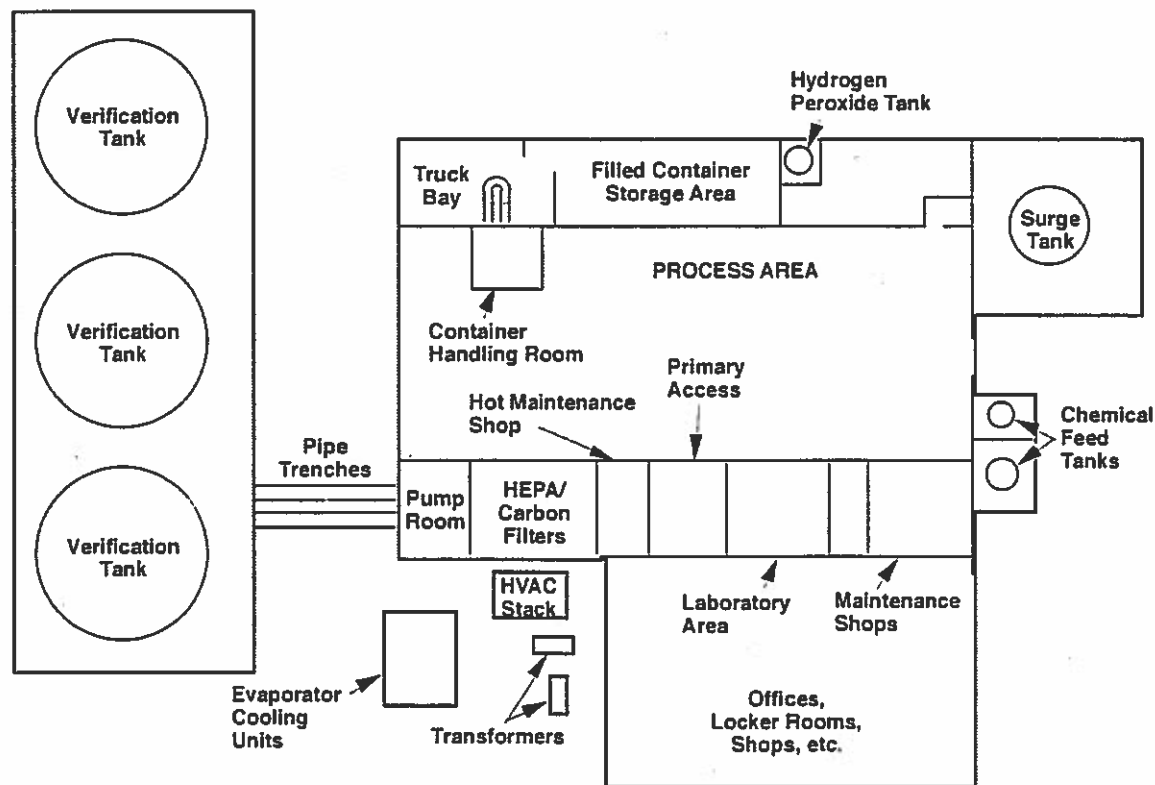 Verification
Tank
Verification
Tank
Verification
Tank
Pipe
Trenches
Hydrogen
Peroxide Tank
Truck
Bay
Filled Container
Storage Area
Surge
Tank
PROCESS AREA
Container
Handling Room
Primary
Access
Hot Maintenance
Shop
Chemical
Feed
Tanks
Pump
Room
HEPA/
Carbon
Filters
HVAC
Stack
Laboratory
Area
Maintenance
Shops
Evaporator
Cooling
Units
Transformers
Offices,
Locker Rooms,
Shops, etc.